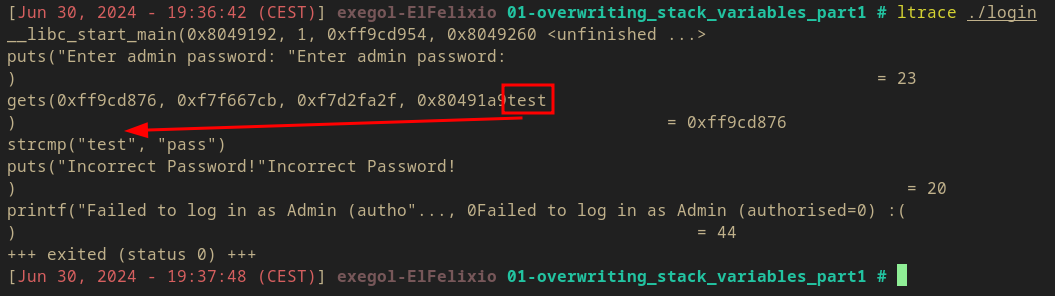 [Jun 30, 2024 - 19:36:42 (CEST)] exegol-ElFelixio 01-overwriting_stack_variables_part1 # ltrace ./login
__libc_start_main(0x8049192, 1, 0xff9cd954, 0x8049260 <unfinished ...>
puts("Enter admin password: "Enter admin password:
) = 23
gets(0xff9cd876, 0xf7f667cb, 0xf7d2fa2f, 0x80491a9test
) = 0xff9cd876
strcmp("test", "pass")
puts("Incorrect Password!"Incorrect Password!
) = 20
printf("Failed to log in as Admin (autho"..., 0Failed to log in as Admin (authorised=0) :(
) = 44
+++ exited (status 0) +++
[Jun 30, 2024 - 19:37:48 (CEST)] exegol-ElFelixio 01-overwriting_stack_variables_part1 #